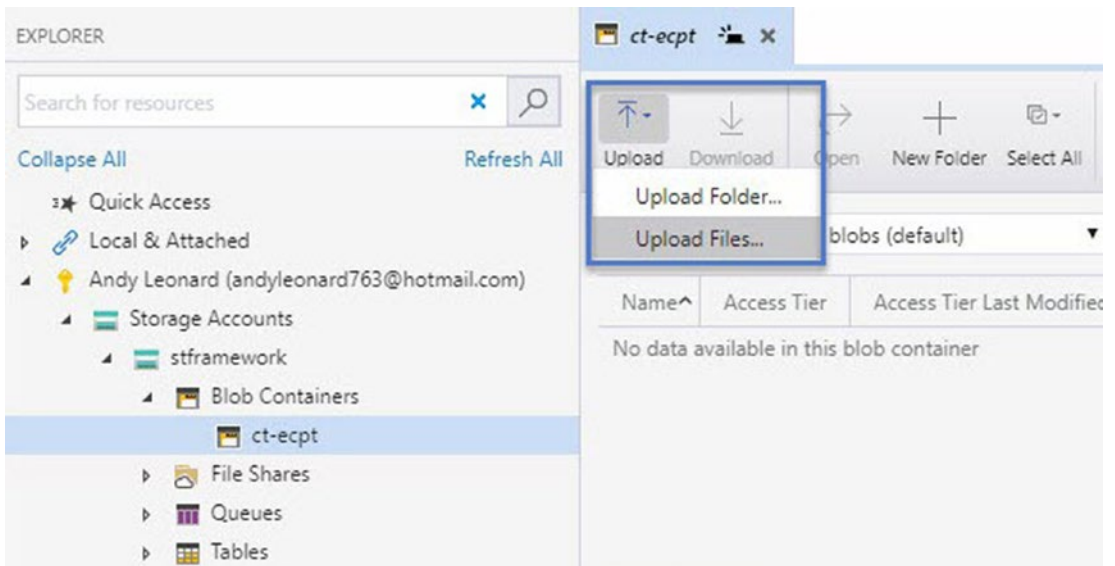 EXPLORER
Search for resources
Collapse All
Refresh All
Quick Access
Local & Attached
Andy Leonard (andyleonard763@hotmail.com)
Storage Accounts
stframework
Blob Containers
ct-ecpt
File Shares
Queues
Tables
ct-ecpt
Upload
Download
Open
New Folder
Select All
Upload Folder...
Upload Files...
blobs (default)
Name
Access Tier
Access Tier Last Modified
No data available in this blob container